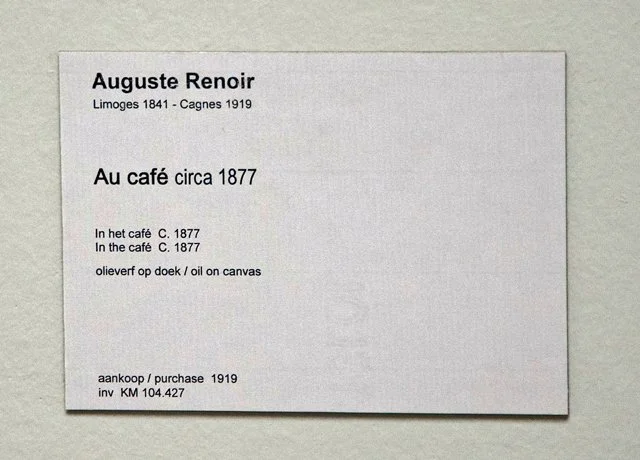 Auguste Renoir
Limoges 1841 - Cagnes 1919
Au café circa 1877
In het café C. 1877
In the café C. 1877
olieverf op doek / oil on canvas
aankoop / purchase 1919
inv KM 104.427